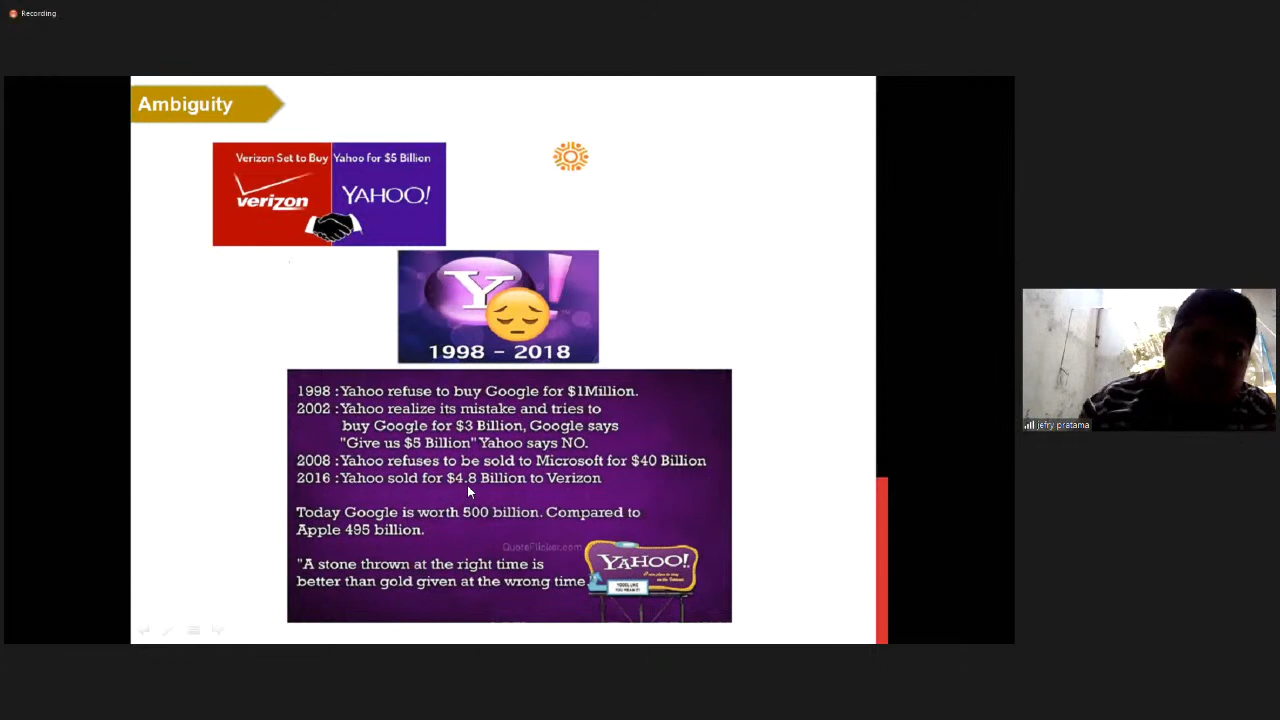 Recording
Ambiguity
Verizon Set to Buy Yahoo for $5 Billion
verizon YAHOO!
Y!
1998 - 2018
1998 : Yahoo refuse to buy Google for $1Million.
2002 : Yahoo realize its mistake and tries to
buy Google for $3 Billion, Google says
"Give us $5 Billion" Yahoo says NO.
2008 : Yahoo refuses to be sold to Microsoft for $40 Billion
2016 : Yahoo sold for $4.8 Billion to Verizon
Today Google is worth 500 billion. Compared to
Apple 495 billion.
QuoteFlicker.com
"A stone thrown at the right time is
better than gold given at the wrong time
YAHOO!
jefry pratama